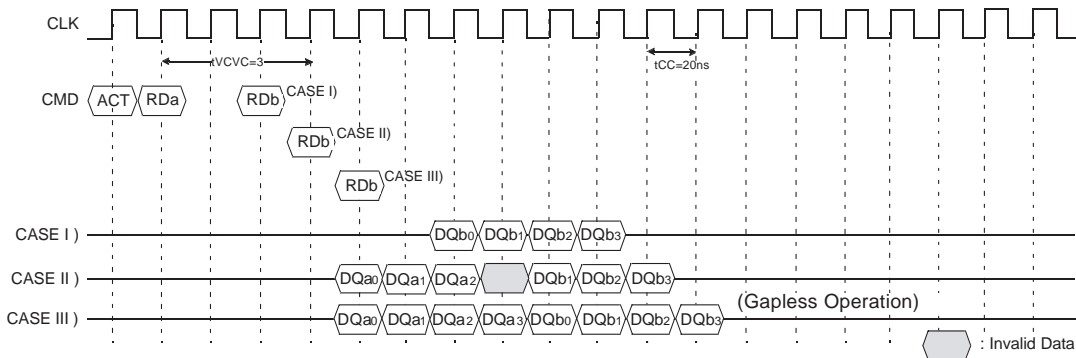 CLK
tVCVC=3
tCC=20ns
CMD ACT RDa RDb CASE I)
RDb CASE II)
RDb CASE III)
CASE I ) DQb0 DQb1 DQb2 DQb3
CASE II ) DQa0 DQa1 DQa2 DQb1 DQb2 DQb3
(Gapless Operation)
CASE III ) DQa0 DQa1 DQa2 DQa3 DQb0 DQb1 DQb2 DQb3
: Invalid Data